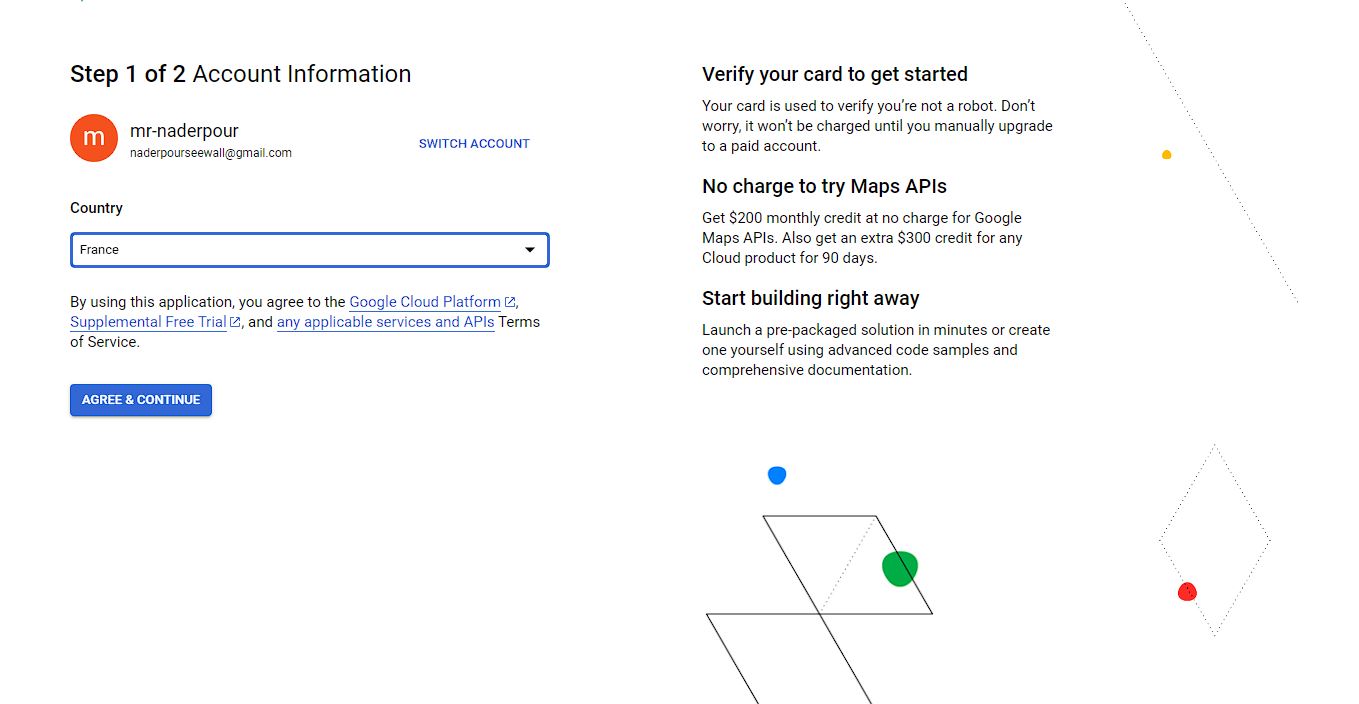 Step 1 of 2 Account Information
m
mr-naderpour
naderpourseewall@gmail.com
SWITCH ACCOUNT
Country
France
By using this application, you agree to the Google Cloud Platform,
Supplemental Free Trial, and any applicable services and APIs Terms
of Service.
AGREE & CONTINUE
Verify your card to get started
Your card is used to verify you’re not a robot. Don’t
worry, it won’t be charged until you manually upgrade
to a paid account.
No charge to try Maps APIs
Get $200 monthly credit at no charge for Google
Maps APIs. Also get an extra $300 credit for any
Cloud product for 90 days.
Start building right away
Launch a pre-packaged solution in minutes or create
one yourself using advanced code samples and
comprehensive documentation.